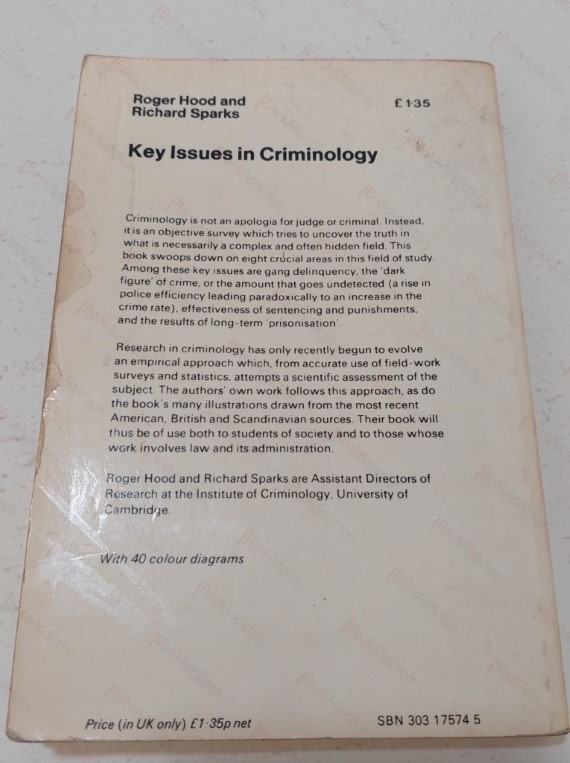 Roger Hood and
Richard Sparks
£1·35
Key Issues in Criminology
Criminology is not an apologia for judge or criminal. Instead,
it is an objective survey which tries to uncover the truth in
what is necessarily a complex and often hidden field. This
book swoops down on eight crucial areas in this field of study.
Among these key issues are gang delinquency, the 'dark
figure' of crime, or the amount that goes undetected (a rise in
police efficiency leading paradoxically to an increase in the
crime rate), effectiveness of sentencing and punishments,
and the results of long-term 'prisonisation'.
Research in criminology has only recently begun to evolve
an empirical approach which, from accurate use of field-work
surveys and statistics, attempts a scientific assessment of the
subject. The authors' own work follows this approach, as do
the book's many illustrations drawn from the most recent
American, British and Scandinavian sources. Their book will
thus be of use both to students of society and to those whose
work involves law and its administration.
Roger Hood and Richard Sparks are Assistant Directors of
Research at the Institute of Criminology, University of
Cambridge.
With 40 colour diagrams
Price (in UK only) £1·35p net
SBN 303 17574 5